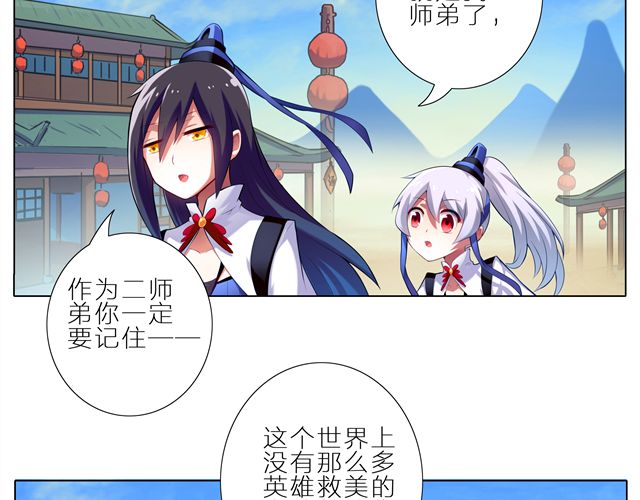 师弟了，
作为二师
弟你一定
要记住——
这个世界上
没有那么多
英雄救美的